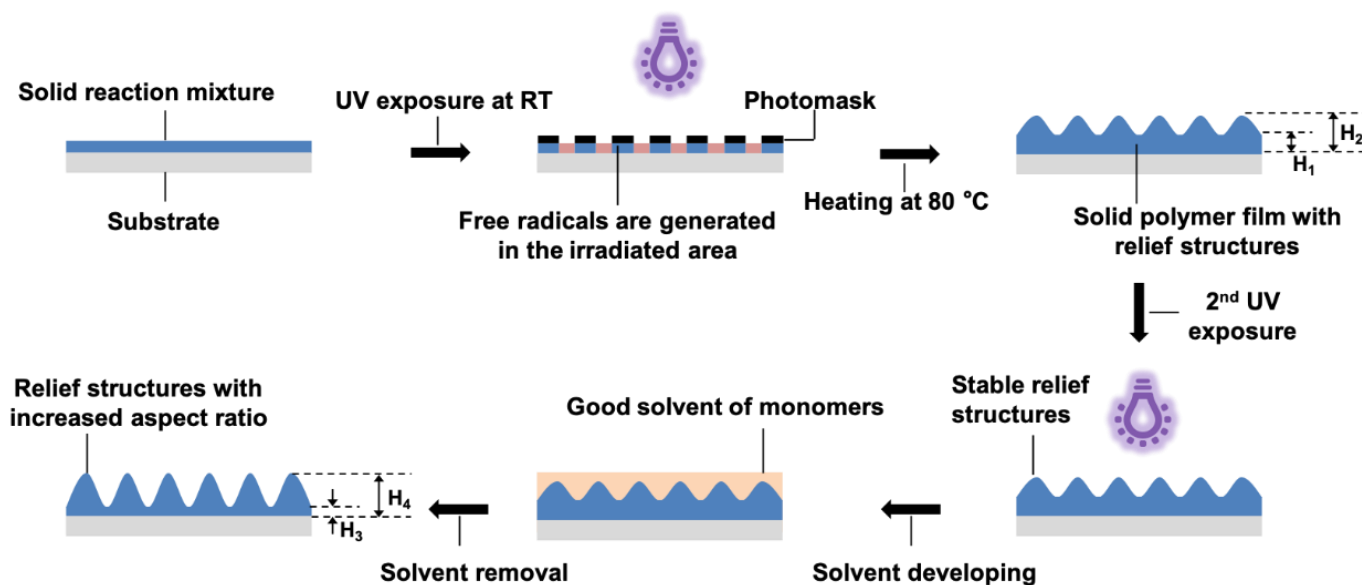 Solid reaction mixture
Substrate
UV exposure at RT
Photomask
Free radicals are generated
in the irradiated area
Heating at 80 °C
H₂
H₁
Solid polymer film with
relief structures
2ⁿᵈ UV
exposure
Stable relief
structures
Solvent developing
Good solvent of monomers
Solvent removal
Relief structures with
increased aspect ratio
H₄
H₃